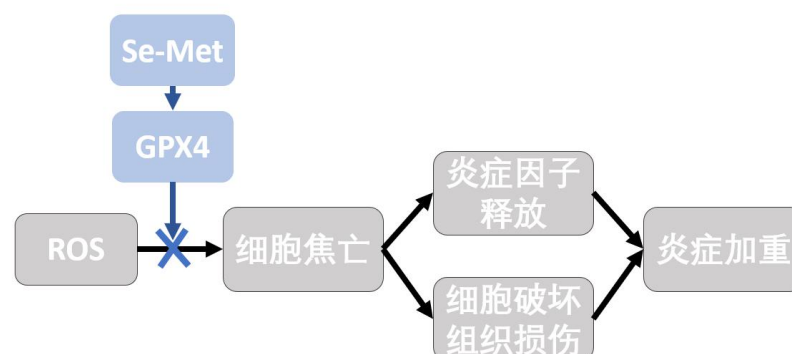 Se-Met
GPX4
ROS
细胞焦亡
炎症因子
释放
细胞破坏
组织损伤
炎症加重